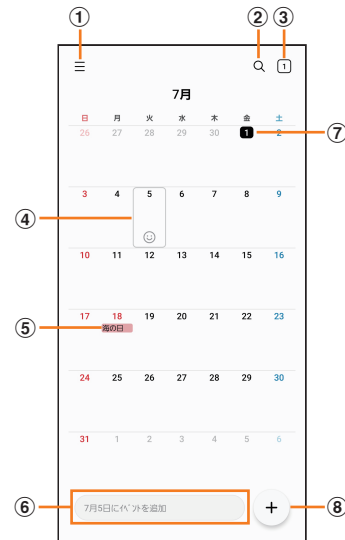 ① ② ③
1
7月
日 月 火 水 木 金 土
26 27 28 29 30 1 2
⑦
3 4 5 6 7 8 9
④
10 11 12 13 14 15 16
17 18 19 20 21 22 23
⑤ 海の日
24 25 26 27 28 29 30
31 1 2 3 4 5 6
⑥ 7月5日にイベントを追加 + ⑧